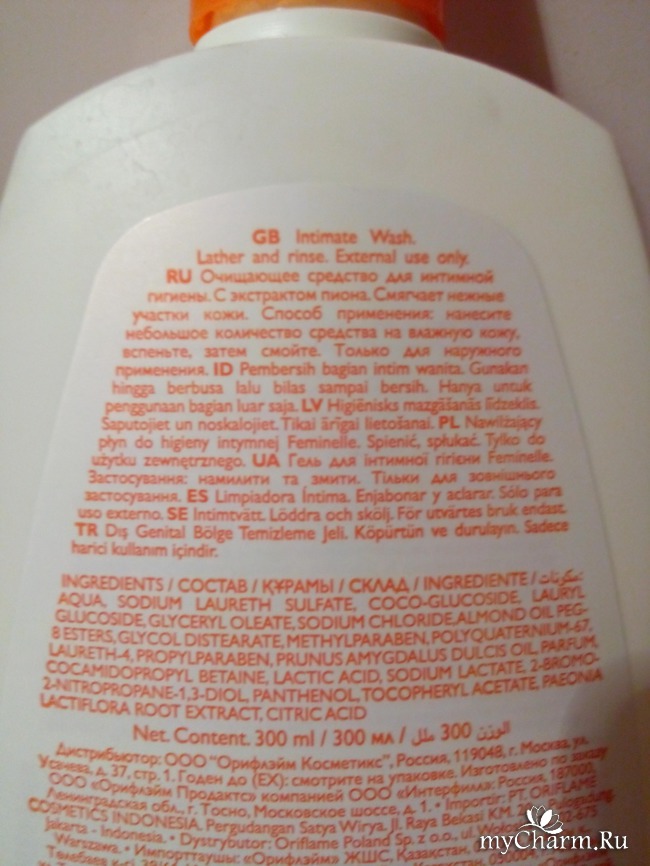 GB Intimate Wash.
Lather and rinse. External use only.
RU Очищающее средство для интимной
гигиены. С экстрактом пиона. Смягчает нежные
участки кожи. Способ применения: нанесите
небольшое количество средства на влажную кожу,
вспеньте, затем смойте. Только для наружного
применения. ID Pembersih bagian intim wanita. Gunakan
hingga berbusa lalu bilas sampai bersih. Hanya untuk
penggunaan bagian luar saja. LV Higiēnisks mazgāšanās līdzeklis.
Saputojiet un noskalojiet. Tikai ārīgai lietošanai. PL Nawilżający
płyn do higieny intymnej Feminelle. Spienić, spłukać. Tylko do
użytku zewnętrznego. UA Гель для інтимної гігієни Feminelle.
Застосування: намилити та змити. Тільки для зовнішнього
застосування. ES Limpiadora Íntima. Enjabonar y aclarar. Sólo para
uso externo. SE Intimtvätt. Löddra och skölj. För utvärtes bruk endast.
TR Dış Genital Bölge Temizleme Jeli. Köpürtün ve durulayın. Sadece
harici kullanım içindir.
INGREDIENTS / СОСТАВ / ҚҰРАМЫ / СКЛАД / INGREDIENTE / مكونات:
AQUA, SODIUM LAURETH SULFATE, COCO-GLUCOSIDE, LAURYL
GLUCOSIDE, GLYCERYL OLEATE, SODIUM CHLORIDE, ALMOND OIL PEG-
8 ESTERS, GLYCOL DISTEARATE, METHYLPARABEN, POLYQUATERNIUM-67,
LAURETH-4, PROPYLPARABEN, PRUNUS AMYGDALUS DULCIS OIL, PARFUM,
COCAMIDOPROPYL BETAINE, LACTIC ACID, SODIUM LACTATE, 2-BROMO-
2-NITROPROPANE-1,3-DIOL, PANTHENOL, TOCOPHERYL ACETATE, PAEONIA
LACTIFLORA ROOT EXTRACT, CITRIC ACID
Net. Content. 300 ml / 300 мл / الوزن 300 ملل
Дистрибьютор: ООО "Орифлэйм Косметикс", Россия, 119048, г. Москва, ул.
Усачева, д. 37, стр. 1. Годен до (EX): смотрите на упаковке. Изготовлено по заказу
ООО «Орифлэйм Продактс» компанией ООО «Интерфилл»: Россия, 187000,
Ленинградская обл., г. Тосно, Московское шоссе, д. 1. • Importir: PT. ORIFLAME
COSMETICS INDONESIA, Pergudangan Satya Wirya, Jl. Raya Bekasi KM.
Jakarta - Indonesia. • Dystrybutor: Oriflame Poland Sp. z o.o., ul.
Warszawa. • Импорттаушы: «Орифлэйм» ЖШС, Қазақстан,
myCharm.Ru